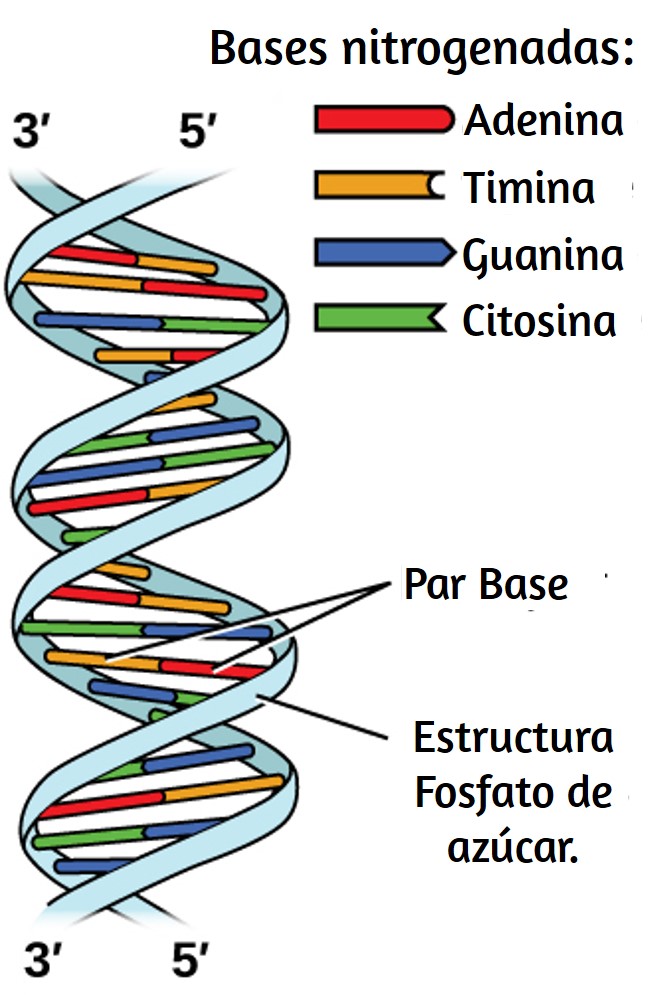 Bases nitrogenadas:
3′ 5′
Adenina
Timina
Guanina
Citosina
Par Base
Estructura
Fosfato de
azúcar.
3′ 5′